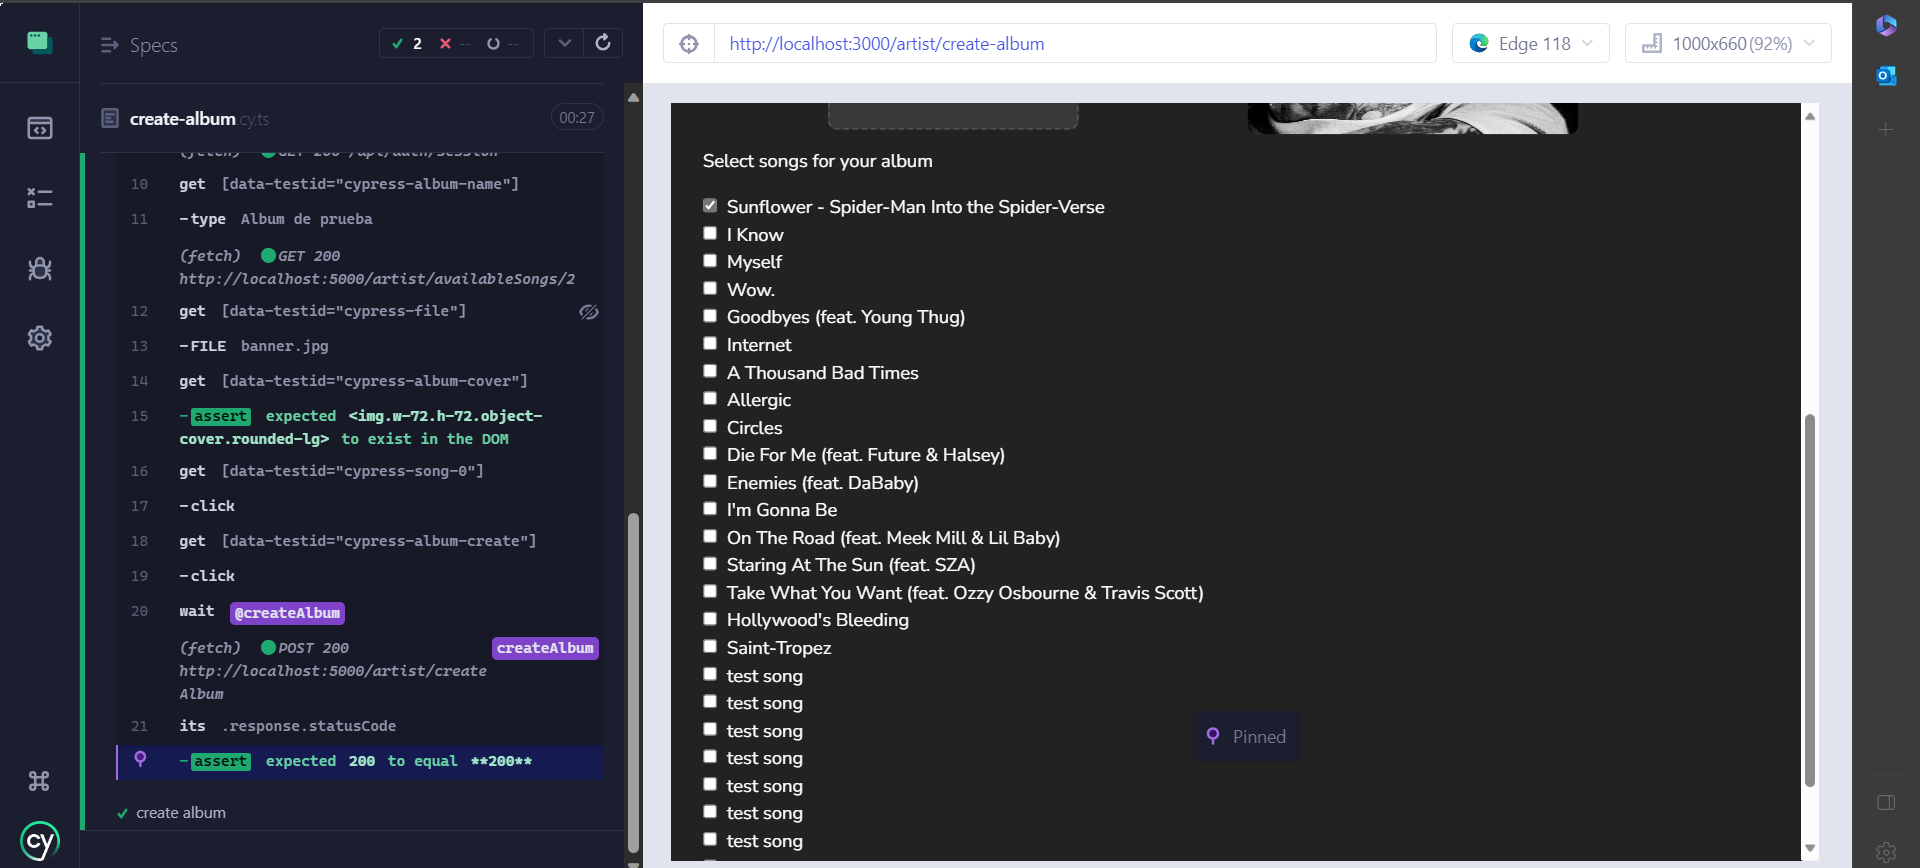 Specs
2
--
--
create-album.cy.ts
00:27
(fetch) GET 200 /api/auth/session
10 get [data-testid="cypress-album-name"]
11 -type Album de prueba
(fetch) GET 200
http://localhost:5000/artist/availableSongs/2
12 get [data-testid="cypress-file"]
13 -FILE banner.jpg
14 get [data-testid="cypress-album-cover"]
15 -assert expected <img.w-72.h-72.object-
cover.rounded-lg> to exist in the DOM
16 get [data-testid="cypress-song-0"]
17 -click
18 get [data-testid="cypress-album-create"]
19 -click
20 wait @createAlbum
(fetch) POST 200 createAlbum
http://localhost:5000/artist/create
Album
21 its .response.statusCode
-assert expected 200 to equal **200**
create album
cy
http://localhost:3000/artist/create-album
Edge 118
1000x660 (92%)
Select songs for your album
Sunflower - Spider-Man Into the Spider-Verse
I Know
Myself
Wow.
Goodbyes (feat. Young Thug)
Internet
A Thousand Bad Times
Allergic
Circles
Die For Me (feat. Future & Halsey)
Enemies (feat. DaBaby)
I'm Gonna Be
On The Road (feat. Meek Mill & Lil Baby)
Staring At The Sun (feat. SZA)
Take What You Want (feat. Ozzy Osbourne & Travis Scott)
Hollywood's Bleeding
Saint-Tropez
test song
test song
test song
test song
test song
test song
test song
Pinned